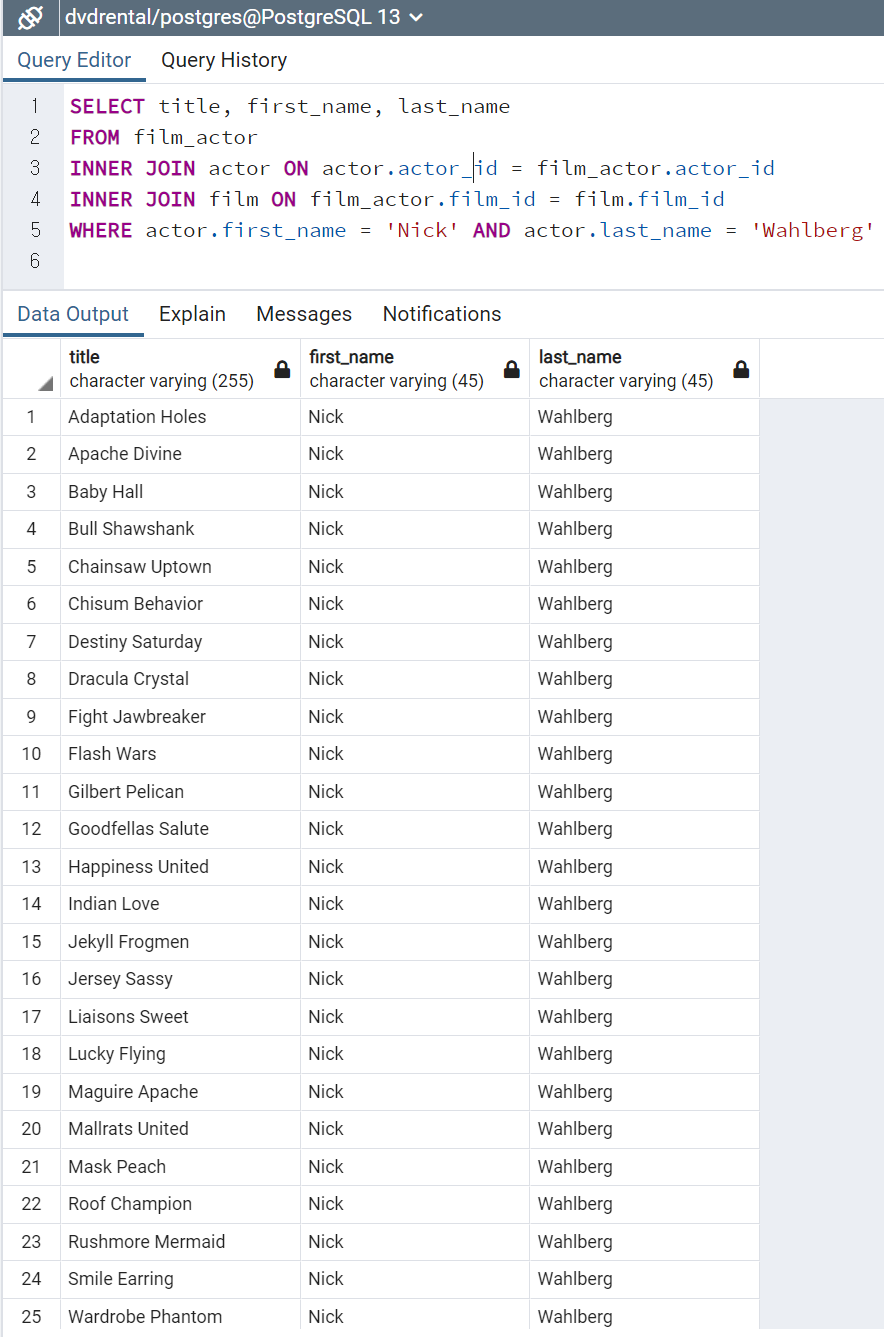 dvdrental/postgres@PostgreSQL 13
Query Editor Query History
1 SELECT title, first_name, last_name
2 FROM film_actor
3 INNER JOIN actor ON actor.actor_id = film_actor.actor_id
4 INNER JOIN film ON film_actor.film_id = film.film_id
5 WHERE actor.first_name = 'Nick' AND actor.last_name = 'Wahlberg'
6
Data Output Explain Messages Notifications
title first_name last_name
character varying (255) character varying (45) character varying (45)
1 Adaptation Holes Nick Wahlberg
2 Apache Divine Nick Wahlberg
3 Baby Hall Nick Wahlberg
4 Bull Shawshank Nick Wahlberg
5 Chainsaw Uptown Nick Wahlberg
6 Chisum Behavior Nick Wahlberg
7 Destiny Saturday Nick Wahlberg
8 Dracula Crystal Nick Wahlberg
9 Fight Jawbreaker Nick Wahlberg
10 Flash Wars Nick Wahlberg
11 Gilbert Pelican Nick Wahlberg
12 Goodfellas Salute Nick Wahlberg
13 Happiness United Nick Wahlberg
14 Indian Love Nick Wahlberg
15 Jekyll Frogmen Nick Wahlberg
16 Jersey Sassy Nick Wahlberg
17 Liaisons Sweet Nick Wahlberg
18 Lucky Flying Nick Wahlberg
19 Maguire Apache Nick Wahlberg
20 Mallrats United Nick Wahlberg
21 Mask Peach Nick Wahlberg
22 Roof Champion Nick Wahlberg
23 Rushmore Mermaid Nick Wahlberg
24 Smile Earring Nick Wahlberg
25 Wardrobe Phantom Nick Wahlberg